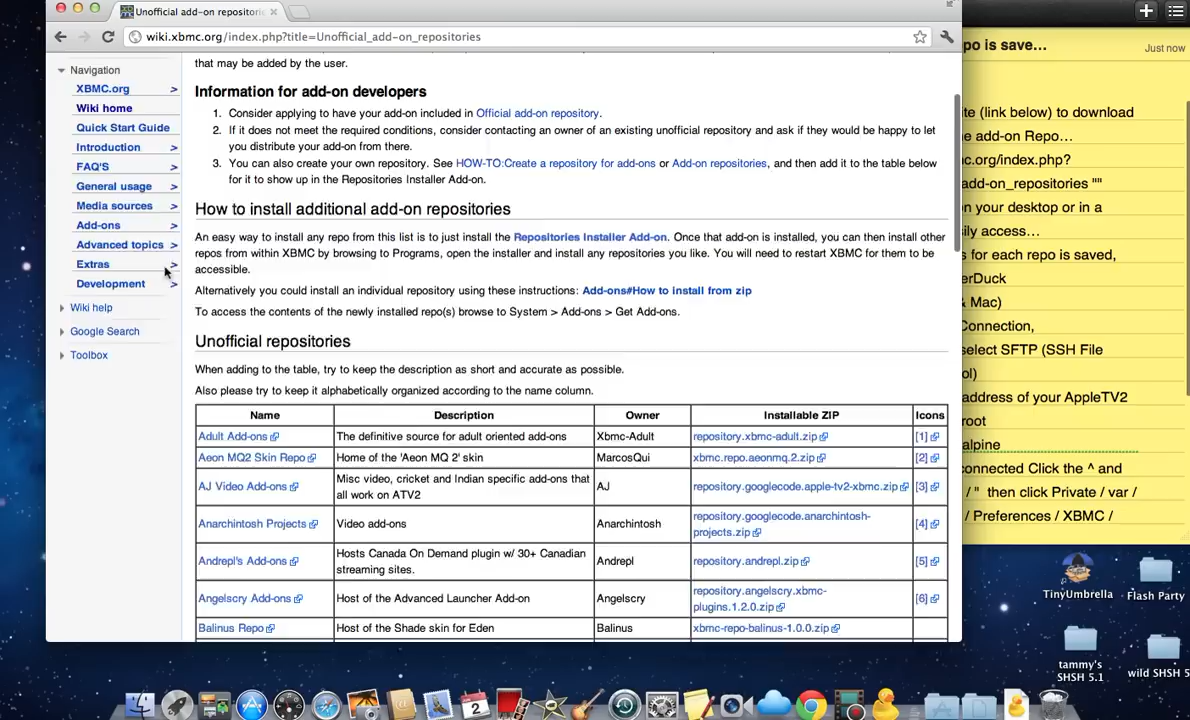 Unofficial add-on repositorie
wiki.xbmc.org/index.php?title=Unofficial_add-on_repositories
Navigation
XBMC.org >
Wiki home
Quick Start Guide
Introduction >
FAQ'S >
General usage >
Media sources >
Add-ons >
Advanced topics >
Extras >
Development >
Wiki help
Google Search
Toolbox
that may be added by the user.
Information for add-on developers
1. Consider applying to have your add-on included in Official add-on repository.
2. If it does not meet the required conditions, consider contacting an owner of an existing unofficial repository and ask if they would be happy to let
you distribute your add-on from there.
3. You can also create your own repository. See HOW-TO:Create a repository for add-ons or Add-on repositories, and then add it to the table below
for it to show up in the Repositories Installer Add-on.
How to install additional add-on repositories
An easy way to install any repo from this list is to just install the Repositories Installer Add-on. Once that add-on is installed, you can then install other
repos from within XBMC by browsing to Programs, open the installer and install any repositories you like. You will need to restart XBMC for them to be
accessible.
Alternatively you could install an individual repository using these instructions: Add-ons#How to install from zip
To access the contents of the newly installed repo(s) browse to System > Add-ons > Get Add-ons.
Unofficial repositories
When adding to the table, try to keep the description as short and accurate as possible.
Also please try to keep it alphabetically organized according to the name column.
Name Description Owner Installable ZIP Icons
Adult Add-ons The definitive source for adult oriented add-ons Xbmc-Adult repository.xbmc-adult.zip [1]
Aeon MQ2 Skin Repo Home of the 'Aeon MQ 2' skin MarcosQui xbmc.repo.aeonmq.2.zip [2]
AJ Video Add-ons Misc video, cricket and Indian specific add-ons that
all work on ATV2 AJ repository.googlecode.apple-tv2-xbmc.zip [3]
Anarchintosh Projects Video add-ons Anarchintosh repository.googlecode.anarchintosh-
projects.zip [4]
Andrepl's Add-ons Hosts Canada On Demand plugin w/ 30+ Canadian
streaming sites. Andrepl repository.andrepl.zip [5]
Angelscry Add-ons Host of the Advanced Launcher Add-on Angelscry repository.angelscry.xbmc-
plugins.1.2.0.zip [6]
Balinus Repo Host of the Shade skin for Eden Balinus xbmc-repo-balinus-1.0.0.zip [7]
po is save... Just now
ite (link below) to download
ne add-on Repo...
c.org/index.php?
add-on_repositories ""
n your desktop or in a
ily access...
s for each repo is saved,
erDuck
& Mac)
Connection,
select SFTP (SSH File
ol)
address of your AppleTV2
root
alpine
onnected Click the ^ and
/ " then click Private / var /
/ Preferences / XBMC /
TinyUmbrella
Flash Party
tammy's
SHSH 5.1
wild SHSH 5